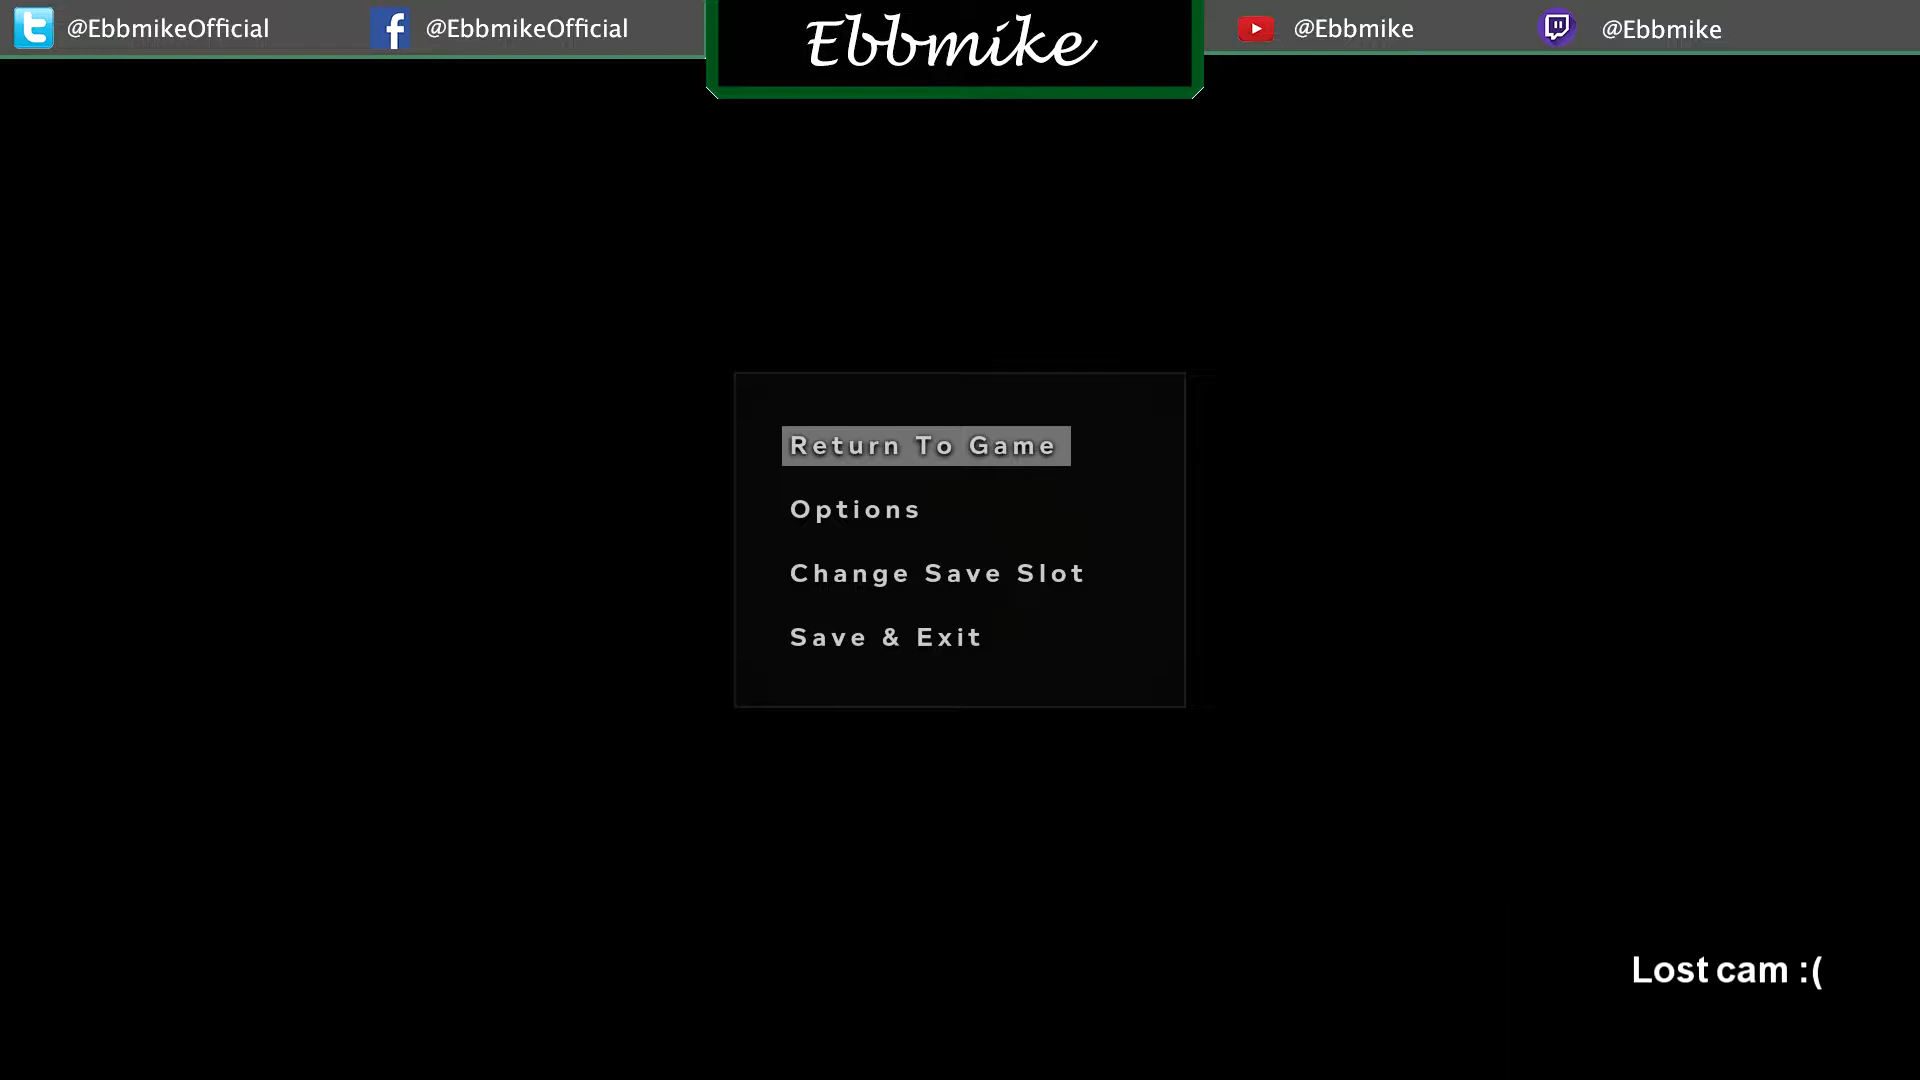 @EbbmikeOfficial
@EbbmikeOfficial
Ebbmike
@Ebbmike
@Ebbmike
Return To Game
Options
Change Save Slot
Save & Exit
Lost cam :(